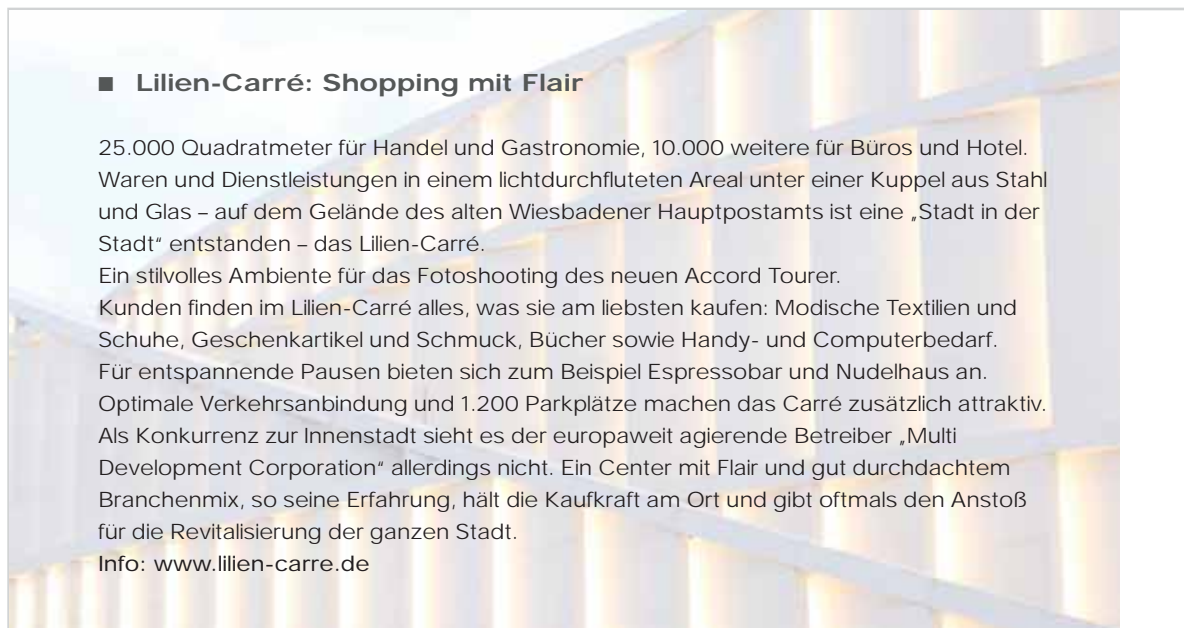 ■ Lilien-Carré: Shopping mit Flair
25.000 Quadratmeter für Handel und Gastronomie, 10.000 weitere für Büros und Hotel.
Waren und Dienstleistungen in einem lichtdurchfluteten Areal unter einer Kuppel aus Stahl
und Glas – auf dem Gelände des alten Wiesbadener Hauptpostamts ist eine „Stadt in der
Stadt“ entstanden – das Lilien-Carré.
Ein stilvolles Ambiente für das Fotoshooting des neuen Accord Tourer.
Kunden finden im Lilien-Carré alles, was sie am liebsten kaufen: Modische Textilien und
Schuhe, Geschenkartikel und Schmuck, Bücher sowie Handy- und Computerbedarf.
Für entspannende Pausen bieten sich zum Beispiel Espressobar und Nudelhaus an.
Optimale Verkehrsanbindung und 1.200 Parkplätze machen das Carré zusätzlich attraktiv.
Als Konkurrenz zur Innenstadt sieht es der europaweit agierende Betreiber „Multi
Development Corporation“ allerdings nicht. Ein Center mit Flair und gut durchdachtem
Branchenmix, so seine Erfahrung, hält die Kaufkraft am Ort und gibt oftmals den Anstoß
für die Revitalisierung der ganzen Stadt.
Info: www.lilien-carre.de